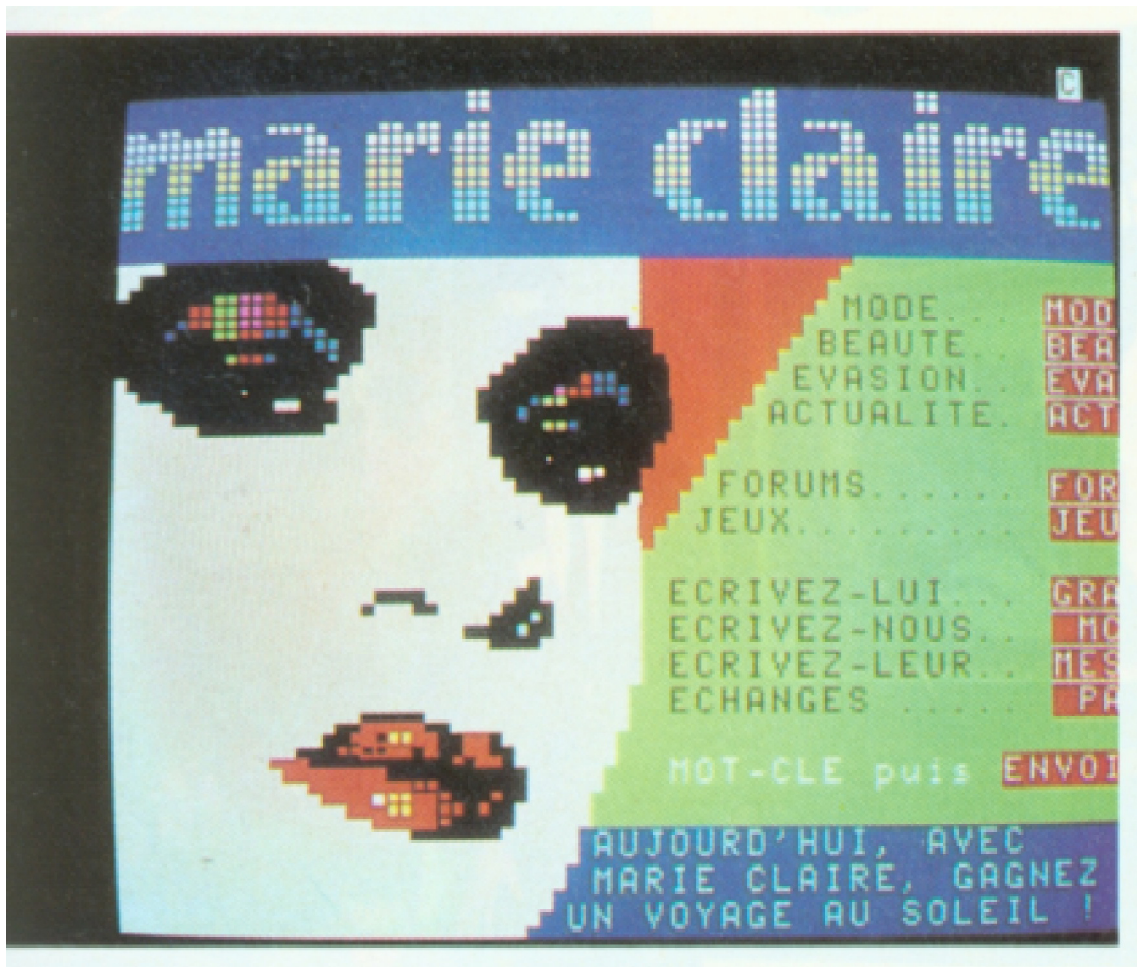 C
marie claire
MODE... MOD
BEAUTE.. BEA
EVASION. EVA
ACTUALITE. ACT
FORUMS...... FOR
JEUX......... JEU
ECRIVEZ-LUI... GRA
ECRIVEZ-NOUS.. MC
ECRIVEZ-LEUR.. MES
ECHANGES ..... PA
MOT-CLE puis ENVOI
AUJOURD'HUI, AVEC
MARIE CLAIRE, GAGNEZ
UN VOYAGE AU SOLEIL !